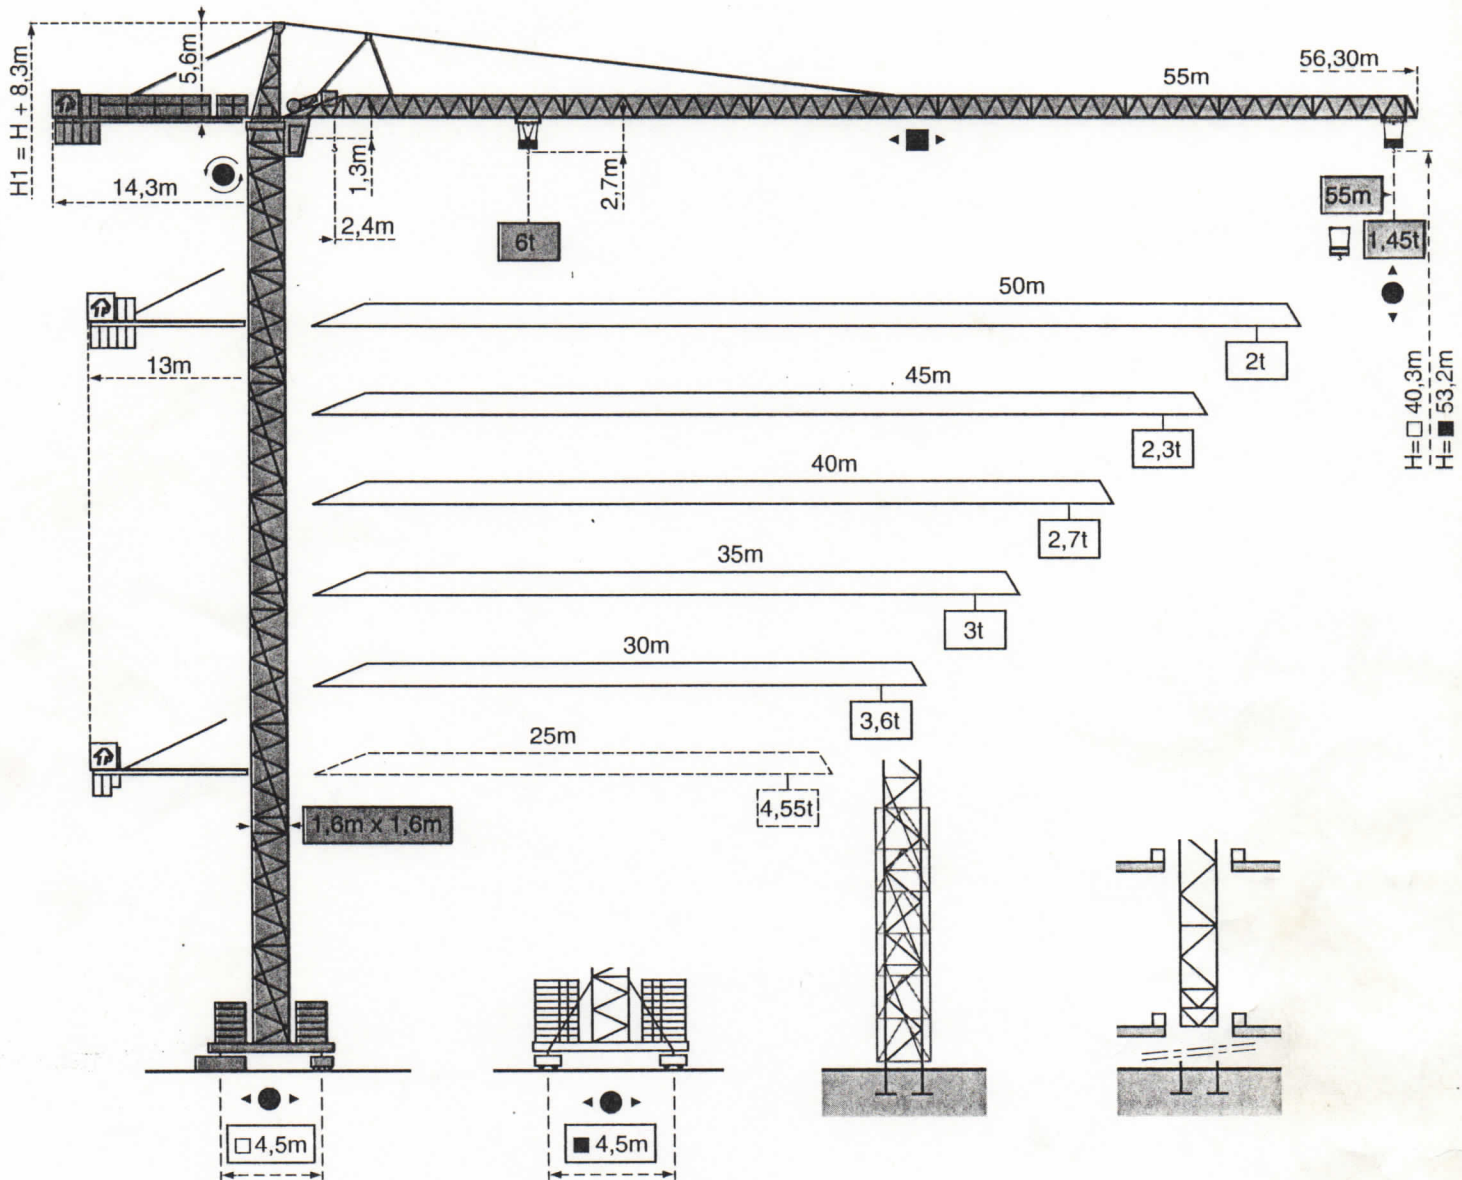 H1 = H + 8,3m
5,6m
55m
56,30m
14,3m
1,3m
2,4m
2,7m
6t
55m
1,45t
50m
2t
13m
45m
2,3t
H=□ 40,3m
H=■ 53,2m
40m
2,7t
35m
3t
30m
3,6t
25m
4,55t
1,6m x 1,6m
□ 4,5m
■ 4,5m